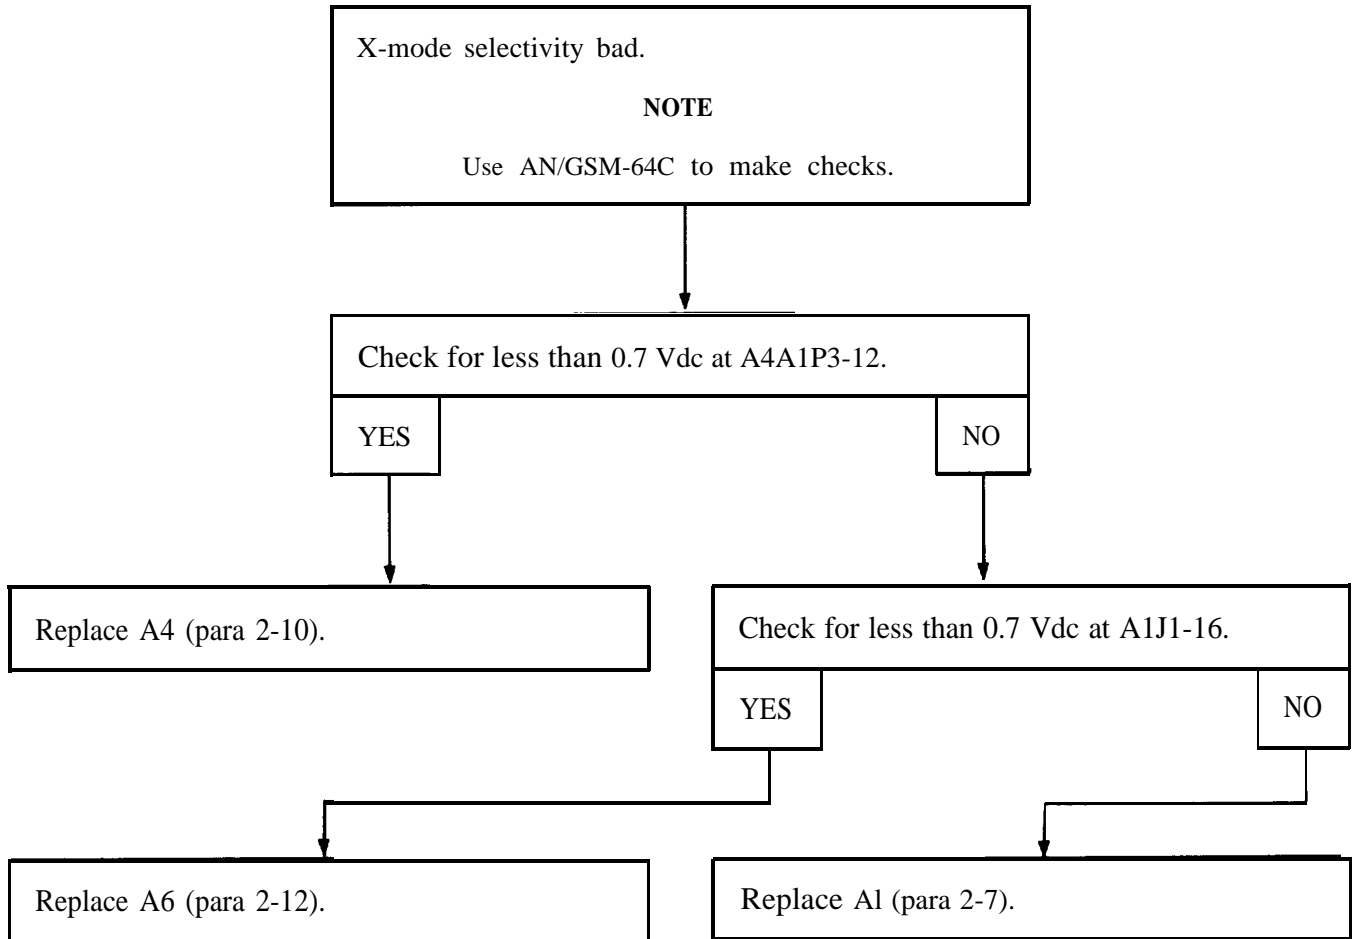 X-mode selectivity bad.
NOTE
Use AN/GSM-64C to make checks.
Check for less than 0.7 Vdc at A4A1P3-12.
YES
NO
Replace A4 (para 2-10).
Check for less than 0.7 Vdc at A1J1-16.
YES
NO
Replace A6 (para 2-12).
Replace Al (para 2-7).